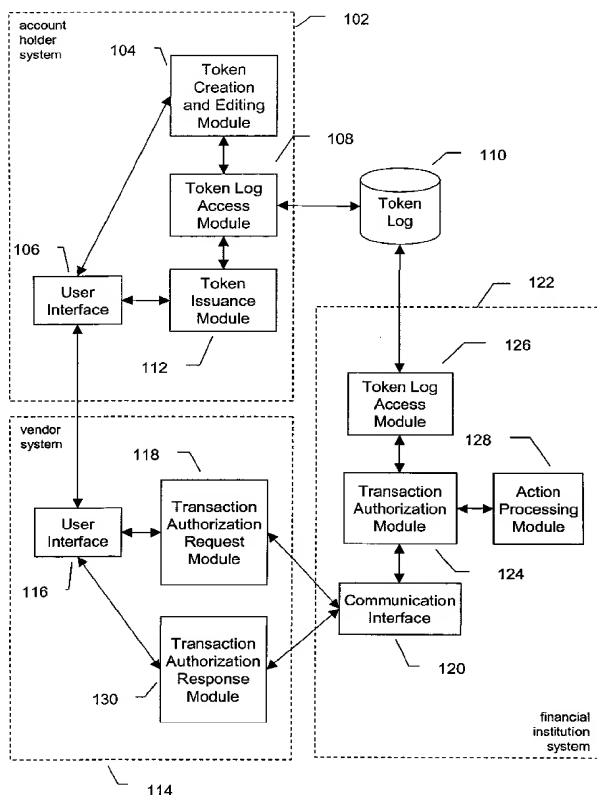 account
holder
system
102
104
Token
Creation
and Editing
Module
108
110
Token Log
Access
Module
Token
Log
106
User
Interface
Token
Issuance
Module
112
122
126
Token Log
Access
Module
vendor
system
118
128
User
Interface
Transaction
Authorization
Request
Module
Transaction
Authorization
Module
Action
Processing
Module
116
124
Communication
Interface
120
Transaction
Authorization
Response
Module
130
financial
institution
system
114